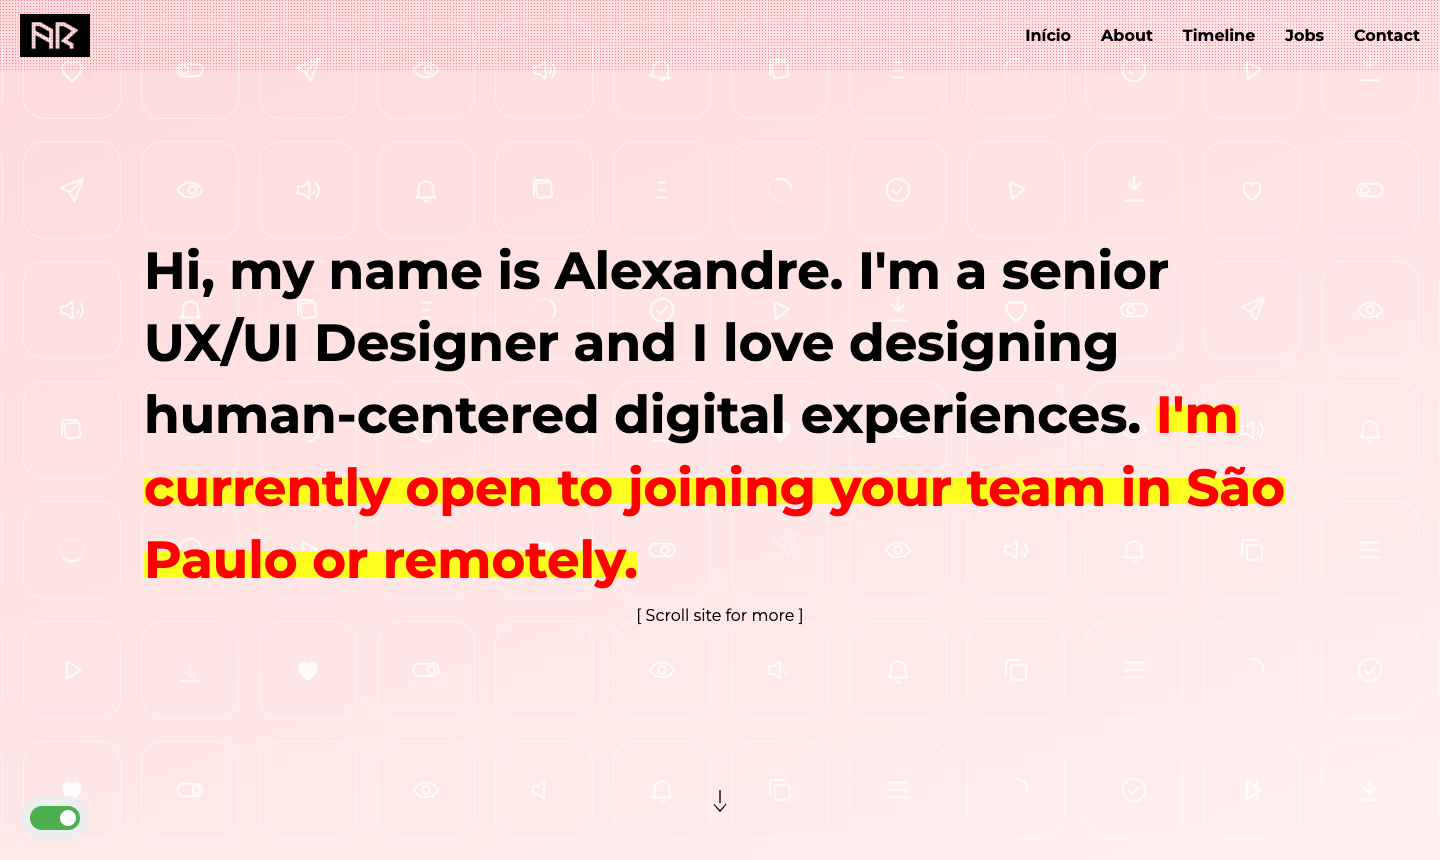 AR
Início
About
Timeline
Jobs
Contact
Hi, my name is Alexandre. I'm a senior
UX/UI Designer and I love designing
human-centered digital experiences. I'm
currently open to joining your team in São
Paulo or remotely.
[ Scroll site for more ]